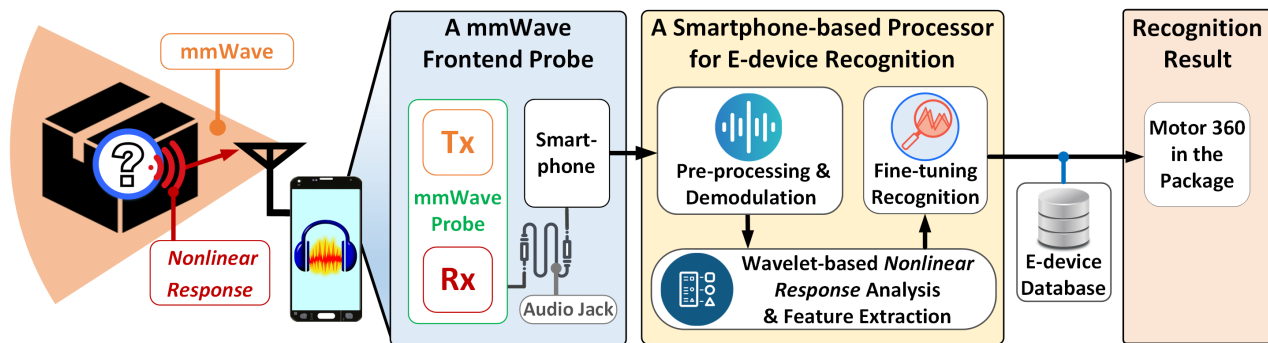 mmWave
Nonlinear
Response
A mmWave
Frontend Probe
Tx
mmWave
Probe
Rx
Smart-
phone
Audio Jack
A Smartphone-based Processor
for E-device Recognition
Pre-processing &
Demodulation
Fine-tuning
Recognition
Wavelet-based Nonlinear
Response Analysis
& Feature Extraction
E-device
Database
Recognition
Result
Motor 360
in the
Package
?